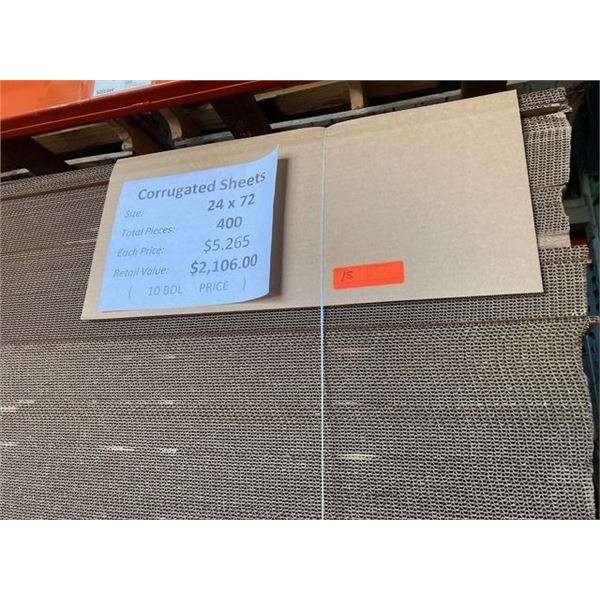 Corrugated Sheets
Size: 24 x 72
Total Pieces: 400
Each Price: $5.265
Retail Value: $2,106.00
( 10 BDL PRICE )
15